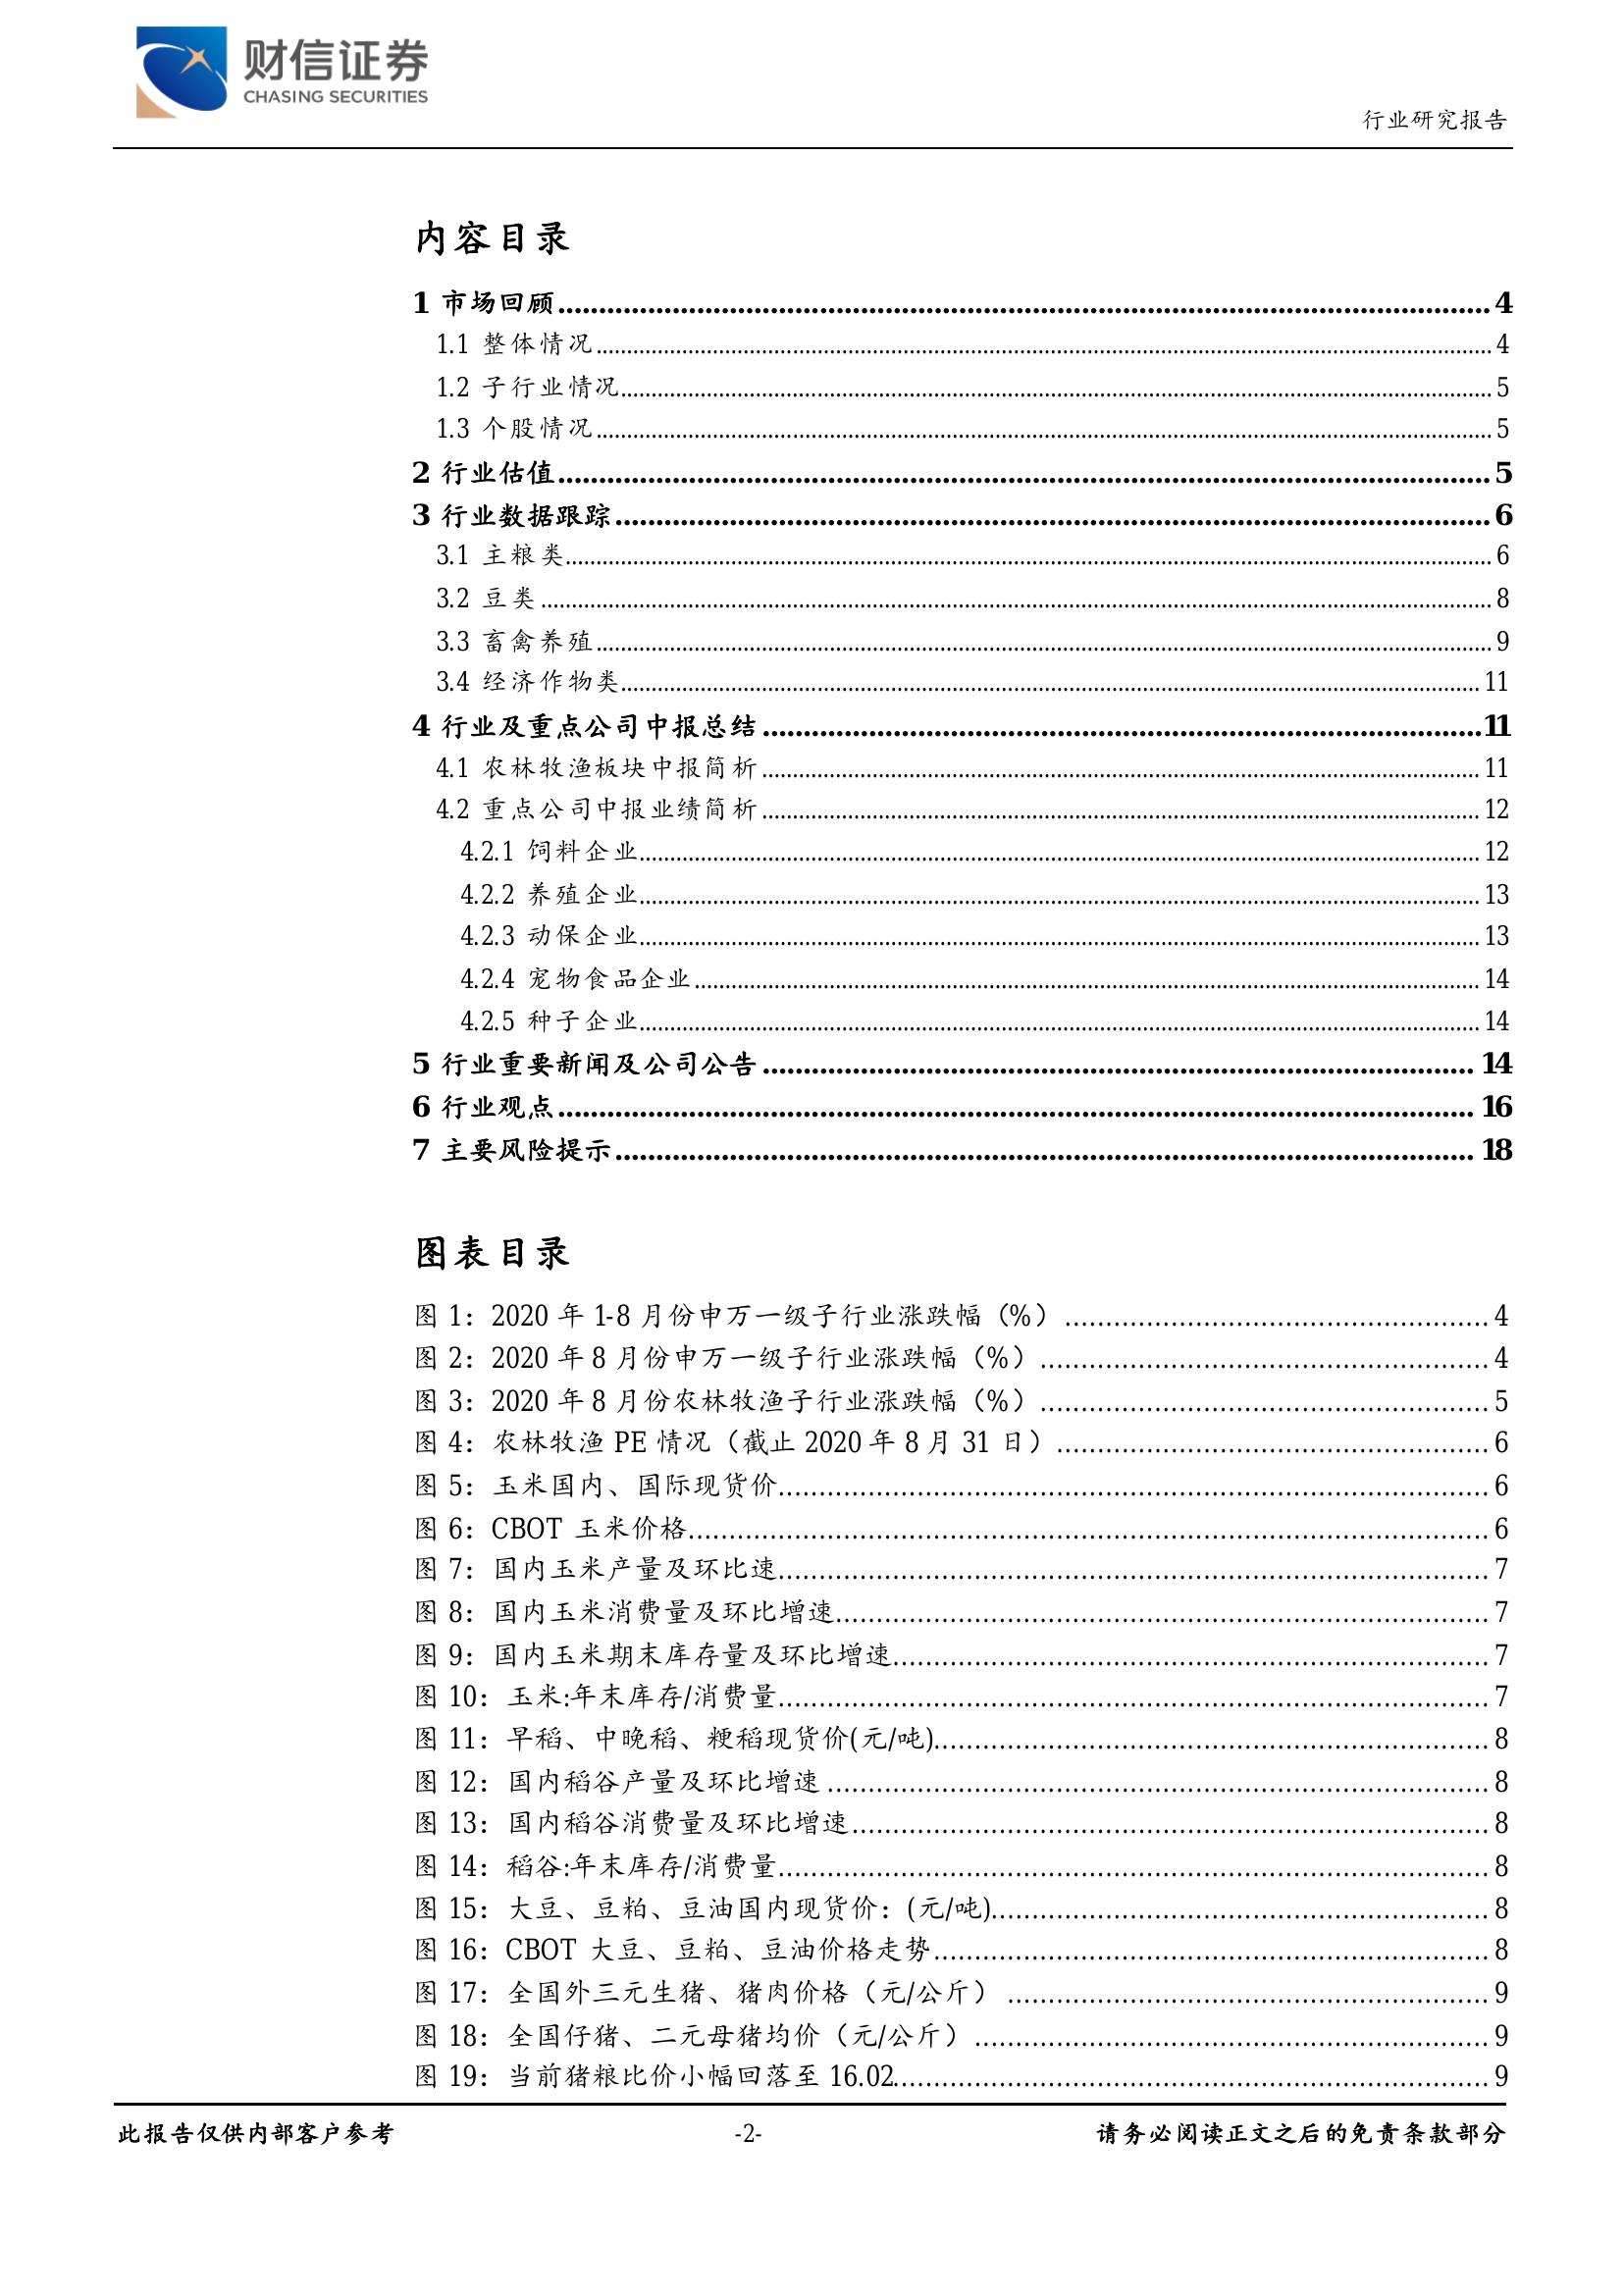 财信证券
CHASING SECURITIES
行业研究报告
内容目录
1 市场回顾 4
1.1 整体情况 4
1.2 子行业情况 5
1.3 个股情况 5
2 行业估值 5
3 行业数据跟踪 6
3.1 主粮类 6
3.2 豆类 8
3.3 畜禽养殖 9
3.4 经济作物类 11
4 行业及重点公司中报总结 11
4.1 农林牧渔板块中报简析 11
4.2 重点公司中报业绩简析 12
4.2.1 饲料企业 12
4.2.2 养殖企业 13
4.2.3 动保企业 13
4.2.4 宠物食品企业 14
4.2.5 种子企业 14
5 行业重要新闻及公司公告 14
6 行业观点 16
7 主要风险提示 18
图表目录
图 1：2020 年 1-8 月份申万一级子行业涨跌幅（%） 4
图 2：2020 年 8 月份申万一级子行业涨跌幅（%） 4
图 3：2020 年 8 月份农林牧渔子行业涨跌幅（%） 5
图 4：农林牧渔 PE 情况（截止 2020 年 8 月 31 日） 6
图 5：玉米国内、国际现货价 6
图 6：CBOT 玉米价格 6
图 7：国内玉米产量及环比速 7
图 8：国内玉米消费量及环比增速 7
图 9：国内玉米期末库存量及环比增速 7
图 10：玉米:年末库存/消费量 7
图 11：早稻、中晚稻、粳稻现货价(元/吨) 8
图 12：国内稻谷产量及环比增速 8
图 13：国内稻谷消费量及环比增速 8
图 14：稻谷:年末库存/消费量 8
图 15：大豆、豆粕、豆油国内现货价：(元/吨) 8
图 16：CBOT 大豆、豆粕、豆油价格走势 8
图 17：全国外三元生猪、猪肉价格（元/公斤） 9
图 18：全国仔猪、二元母猪均价（元/公斤） 9
图 19：当前猪粮比价小幅回落至 16.02 9
此报告仅供内部客户参考 -2- 请务必阅读正文之后的免责条款部分